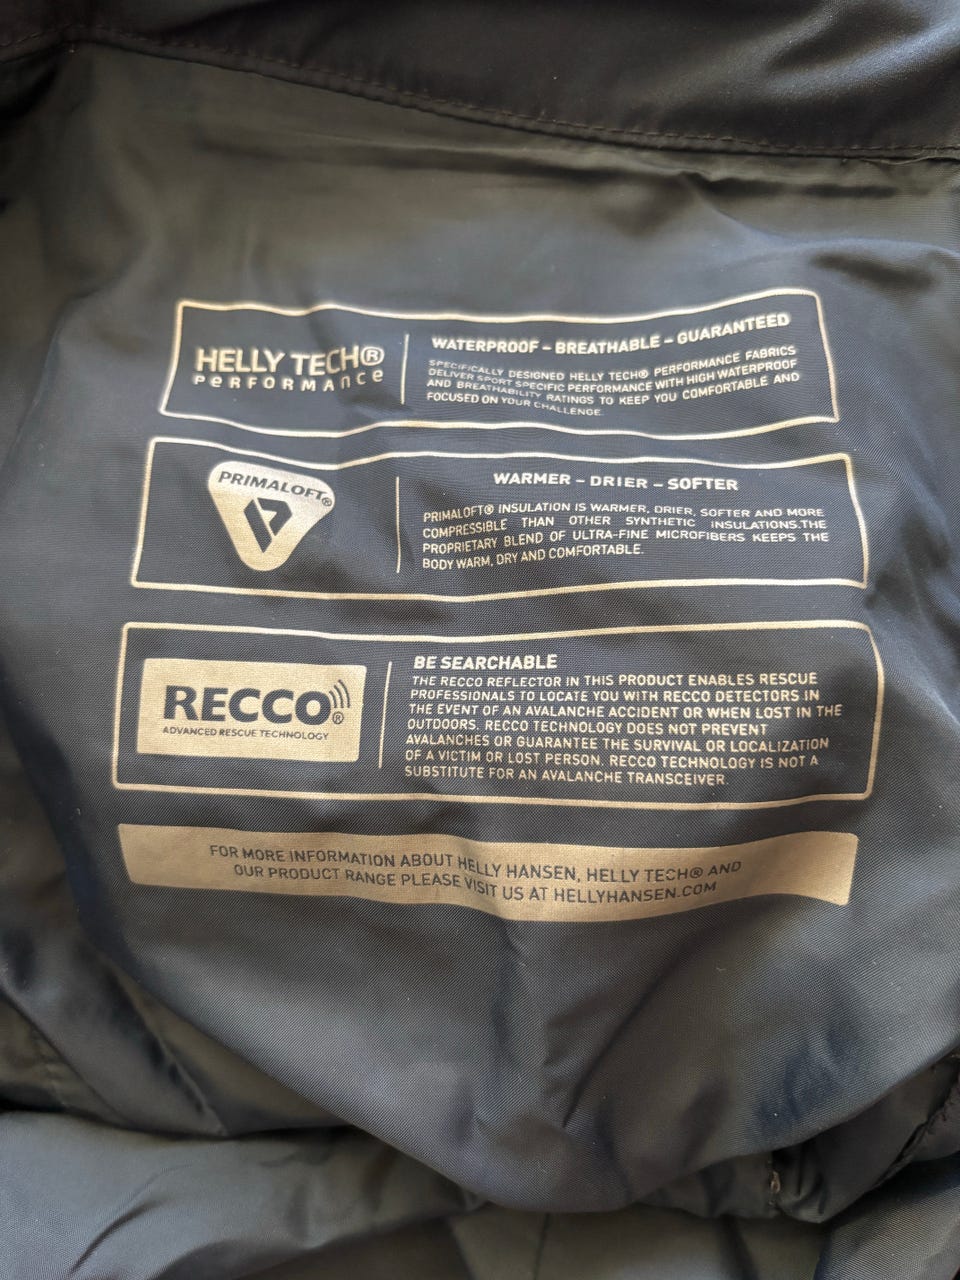 HELLY TECH®
PERFORMANCE
WATERPROOF – BREATHABLE – GUARANTEED
SPECIFICALLY DESIGNED HELLY TECH® PERFORMANCE FABRICS
DELIVER SPORT SPECIFIC PERFORMANCE WITH HIGH WATERPROOF
AND BREATHABILITY RATINGS TO KEEP YOU COMFORTABLE AND
FOCUSED ON YOUR CHALLENGE.
PRIMALOFT®
WARMER – DRIER – SOFTER
PRIMALOFT® INSULATION IS WARMER, DRIER, SOFTER AND MORE
COMPRESSIBLE THAN OTHER SYNTHETIC INSULATIONS.THE
PROPRIETARY BLEND OF ULTRA-FINE MICROFIBERS KEEPS THE
BODY WARM, DRY AND COMFORTABLE.
RECCO®
ADVANCED RESCUE TECHNOLOGY
BE SEARCHABLE
THE RECCO REFLECTOR IN THIS PRODUCT ENABLES RESCUE
PROFESSIONALS TO LOCATE YOU WITH RECCO DETECTORS IN
THE EVENT OF AN AVALANCHE ACCIDENT OR WHEN LOST IN THE
OUTDOORS. RECCO TECHNOLOGY DOES NOT PREVENT
AVALANCHES OR GUARANTEE THE SURVIVAL OR LOCALIZATION
OF A VICTIM OR LOST PERSON. RECCO TECHNOLOGY IS NOT A
SUBSTITUTE FOR AN AVALANCHE TRANSCEIVER.
FOR MORE INFORMATION ABOUT HELLY HANSEN, HELLY TECH® AND
OUR PRODUCT RANGE PLEASE VISIT US AT HELLYHANSEN.COM